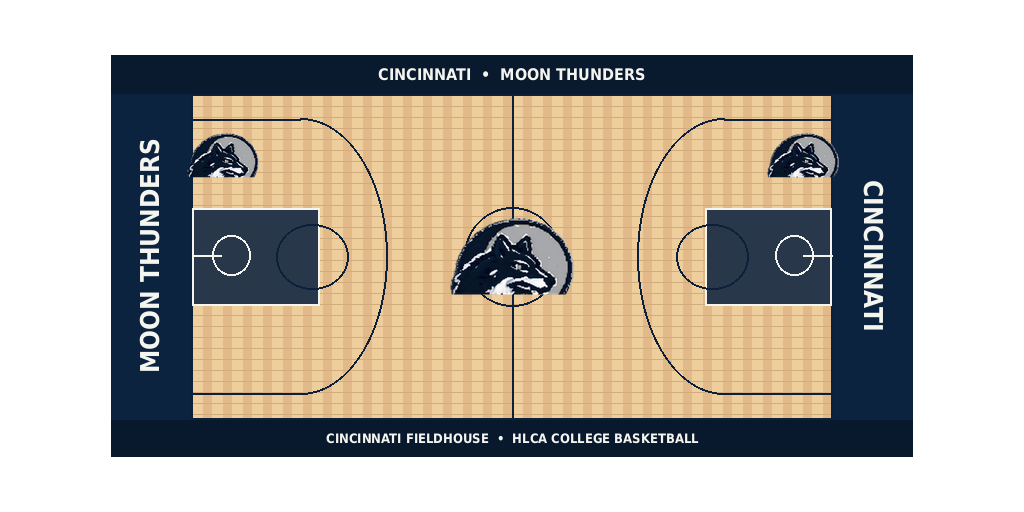 CINCINNATI • MOON THUNDERS
MOON THUNDERS
CINCINNATI
CINCINNATI FIELDHOUSE • HLCA COLLEGE BASKETBALL